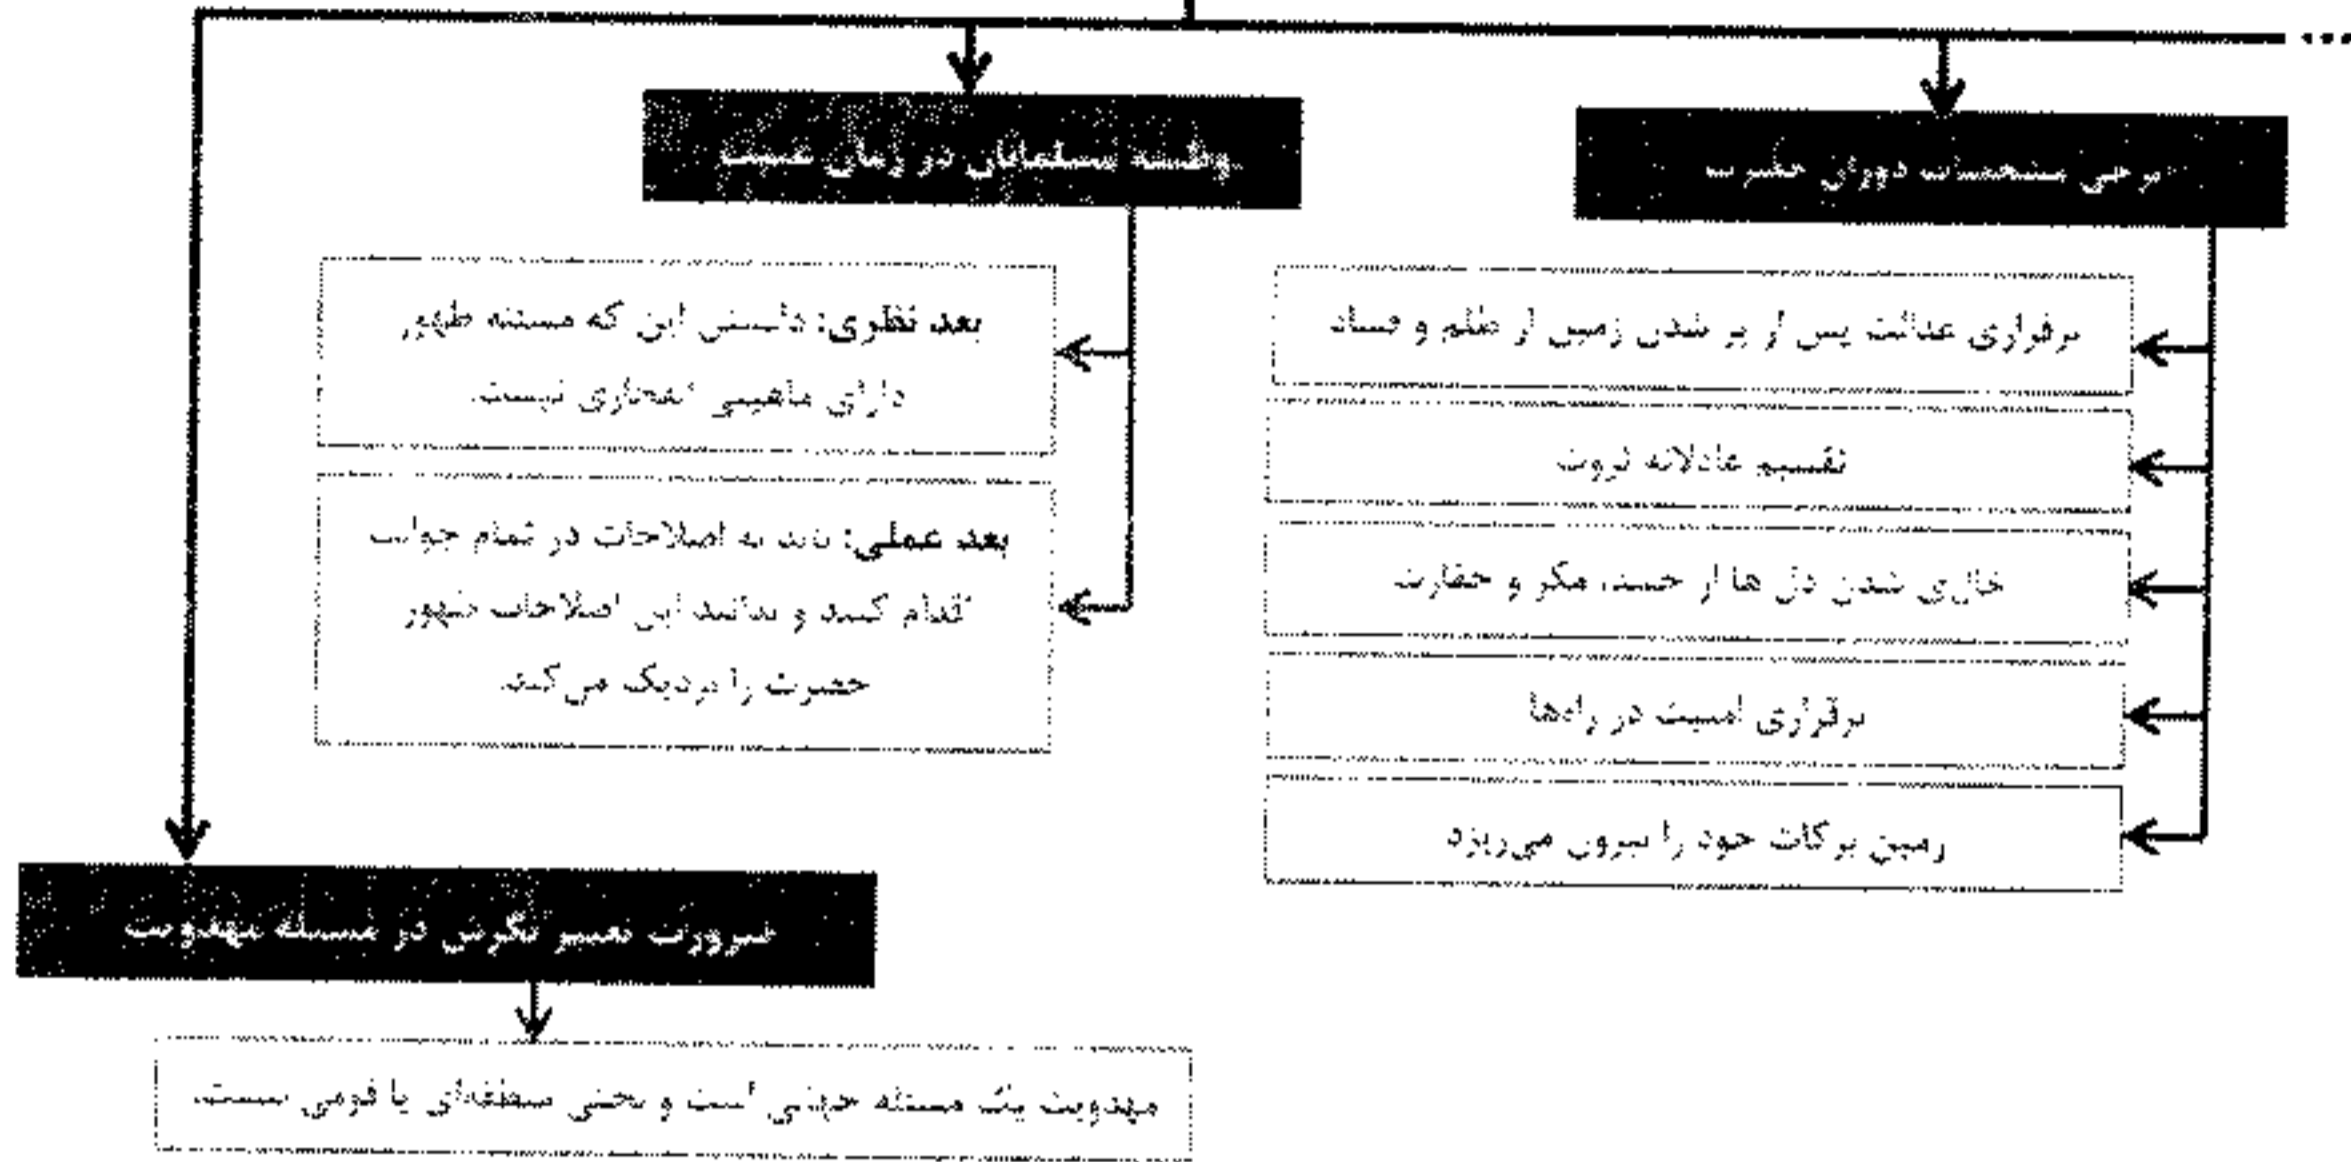 برخی مشخصات دوران حضرت
برقراری عدالت پس از پر شدن زمین از ظلم و فساد
تقسیم عادلانه ثروت
خالی شدن دل ها از حسد، مکر و حقارت
برقراری امنیت در راه‌ها
زمین برکات خود را بیرون می‌ریزد
وظیفه مسلمانان در زمان غیبت
بعد نظری: دانستن این که مسئله ظهور
دارای ماهیتی انفجاری نیست.
بعد عملی: باید به اصلاحات در تمام جوانب
اقدام کنند و بدانند این اصلاحات ظهور
حضرت را نزدیک می‌کند.
ضرورت تغییر نگرش در مسئله مهدویت
مهدویت یک مسئله جهانی است و بحثی منطقه‌ای یا قومی نیست.
...